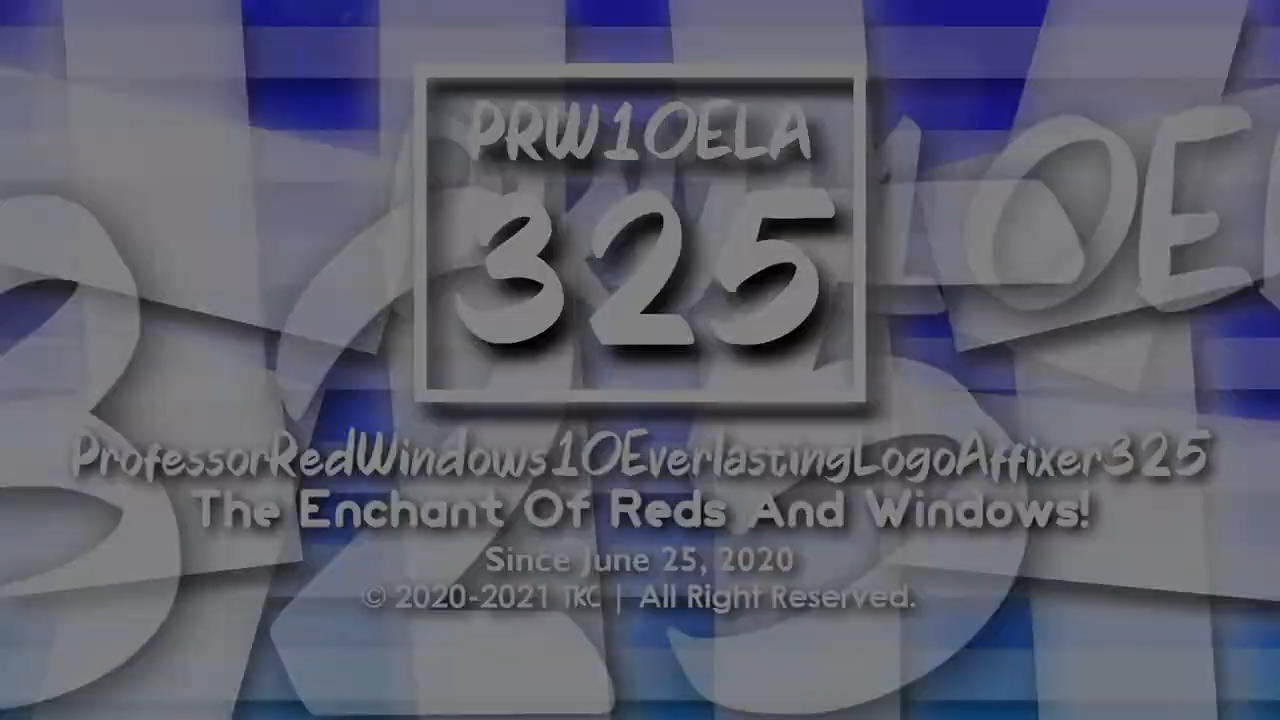 PRW10ELA
325
ProfessorRedWindows10EverlastingLogoAffixer325
The Enchant Of Reds And Windows!
Since June 25, 2020
© 2020-2021 TKC | All Right Reserved.